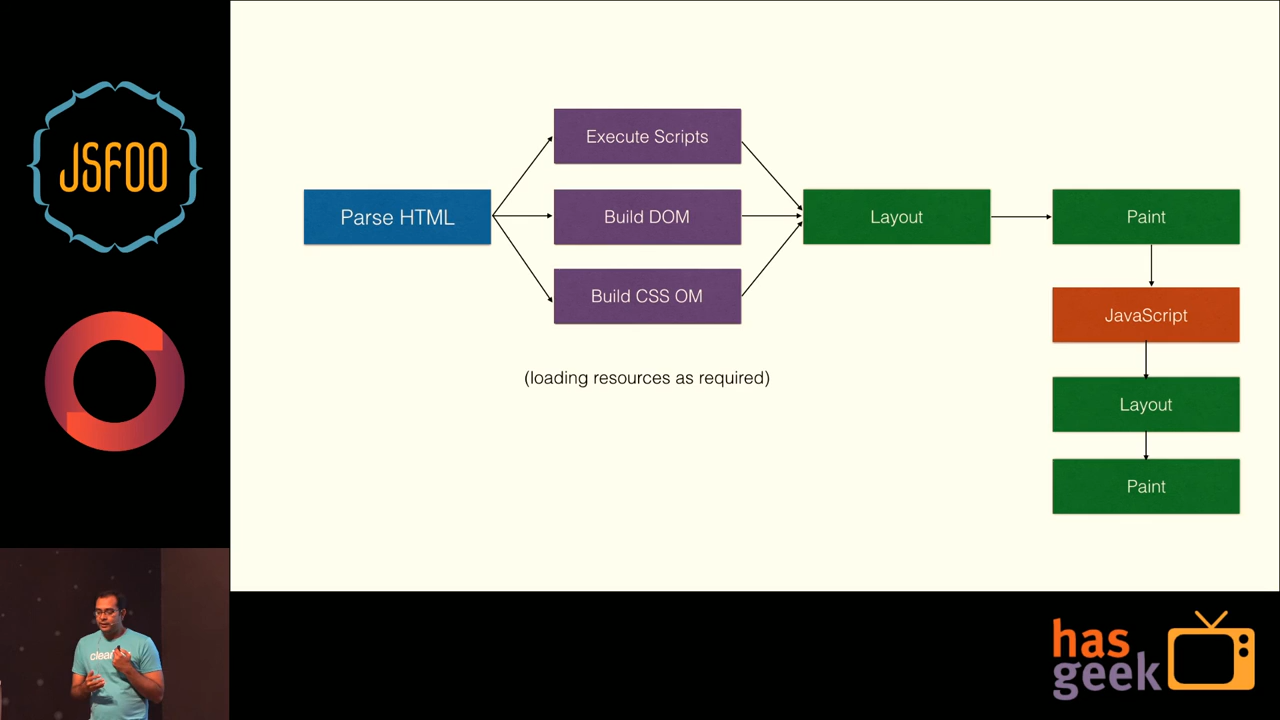 JSFOO
Execute Scripts
Parse HTML
Build DOM
Layout
Paint
Build CSS OM
JavaScript
(loading resources as required)
Layout
Paint
has
geek